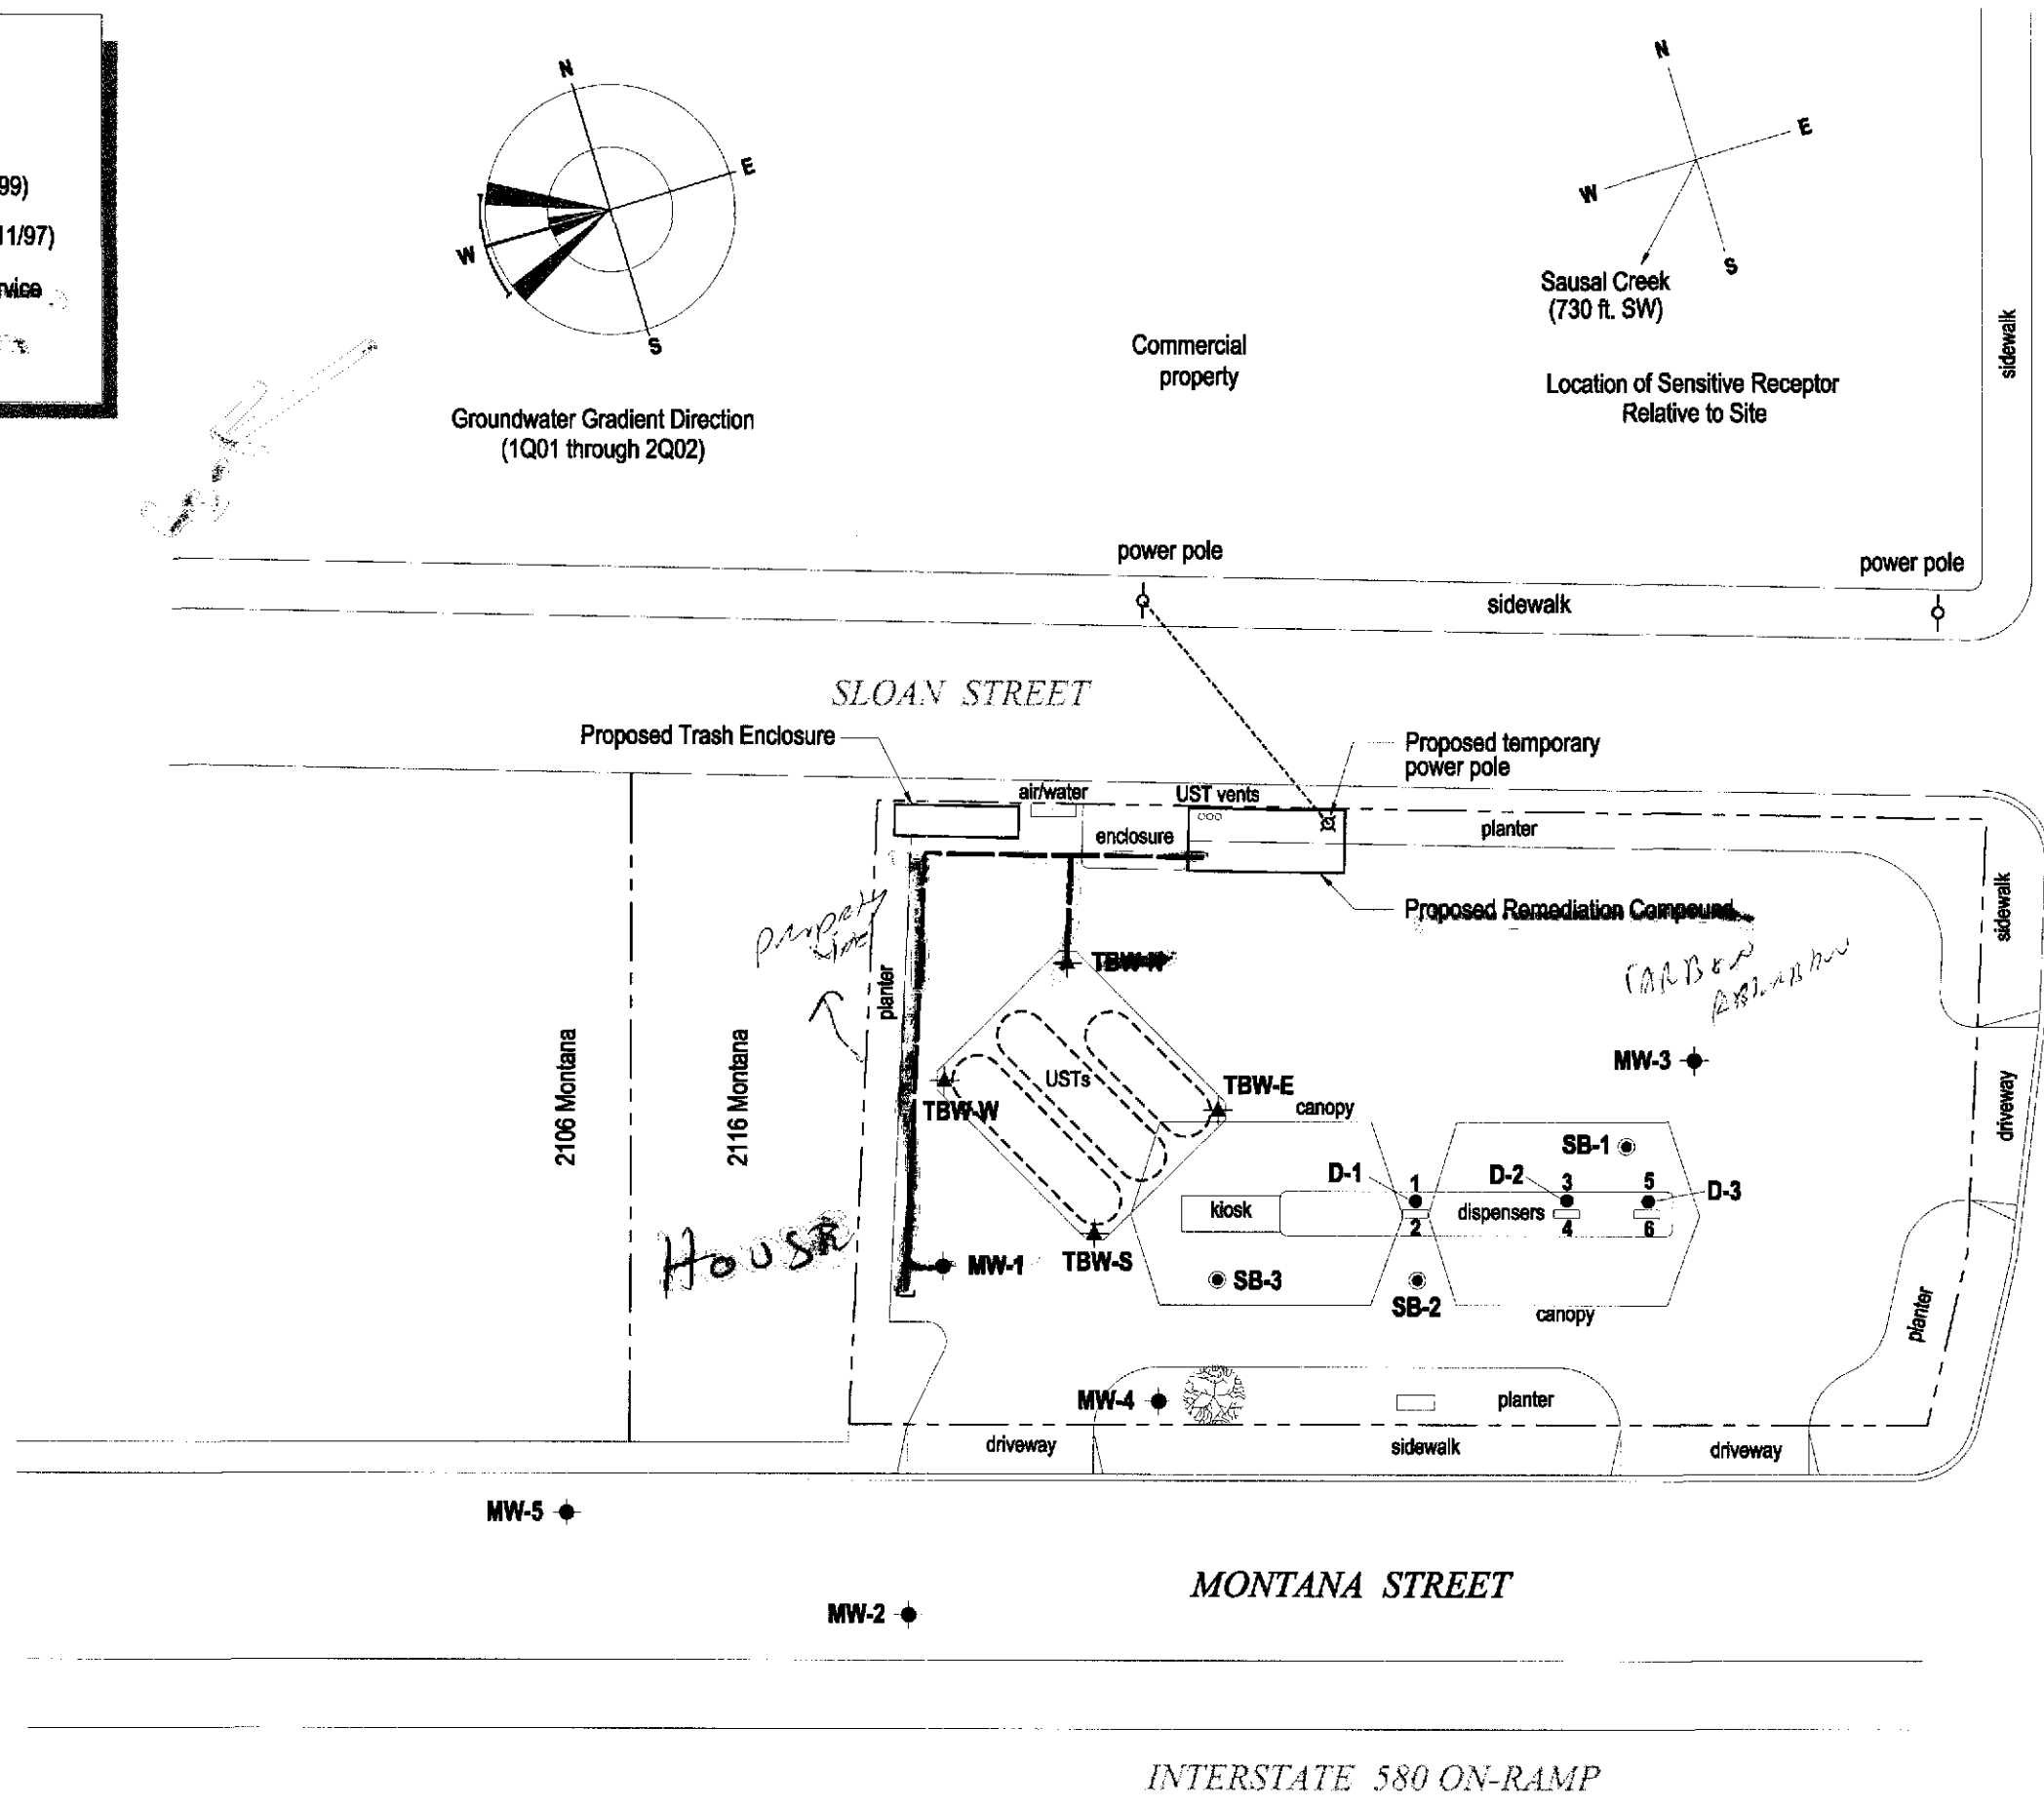 99)
11/97)
rvice
N
E
W
S
Groundwater Gradient Direction
(1Q01 through 2Q02)
Commercial
property
N
E
W
S
Sausal Creek
(730 ft. SW)
Location of Sensitive Receptor
Relative to Site
sidewalk
power pole
power pole
sidewalk
SLOAN STREET
Proposed Trash Enclosure
Proposed temporary
power pole
air/water
UST vents
enclosure
planter
Proposed Remediation Compound
sidewalk
property
line
planter
TBW-N
CARBON
MW-3
2106 Montana
2116 Montana
USTs
TBW-W
TBW-E
canopy
driveway
SB-1
D-1
1
D-2
3
5
D-3
kiosk
dispensers
2
4
6
HOUSE
MW-1
TBW-S
SB-3
SB-2
canopy
planter
MW-4
planter
driveway
sidewalk
driveway
MW-5
MONTANA STREET
MW-2
INTERSTATE 580 ON-RAMP